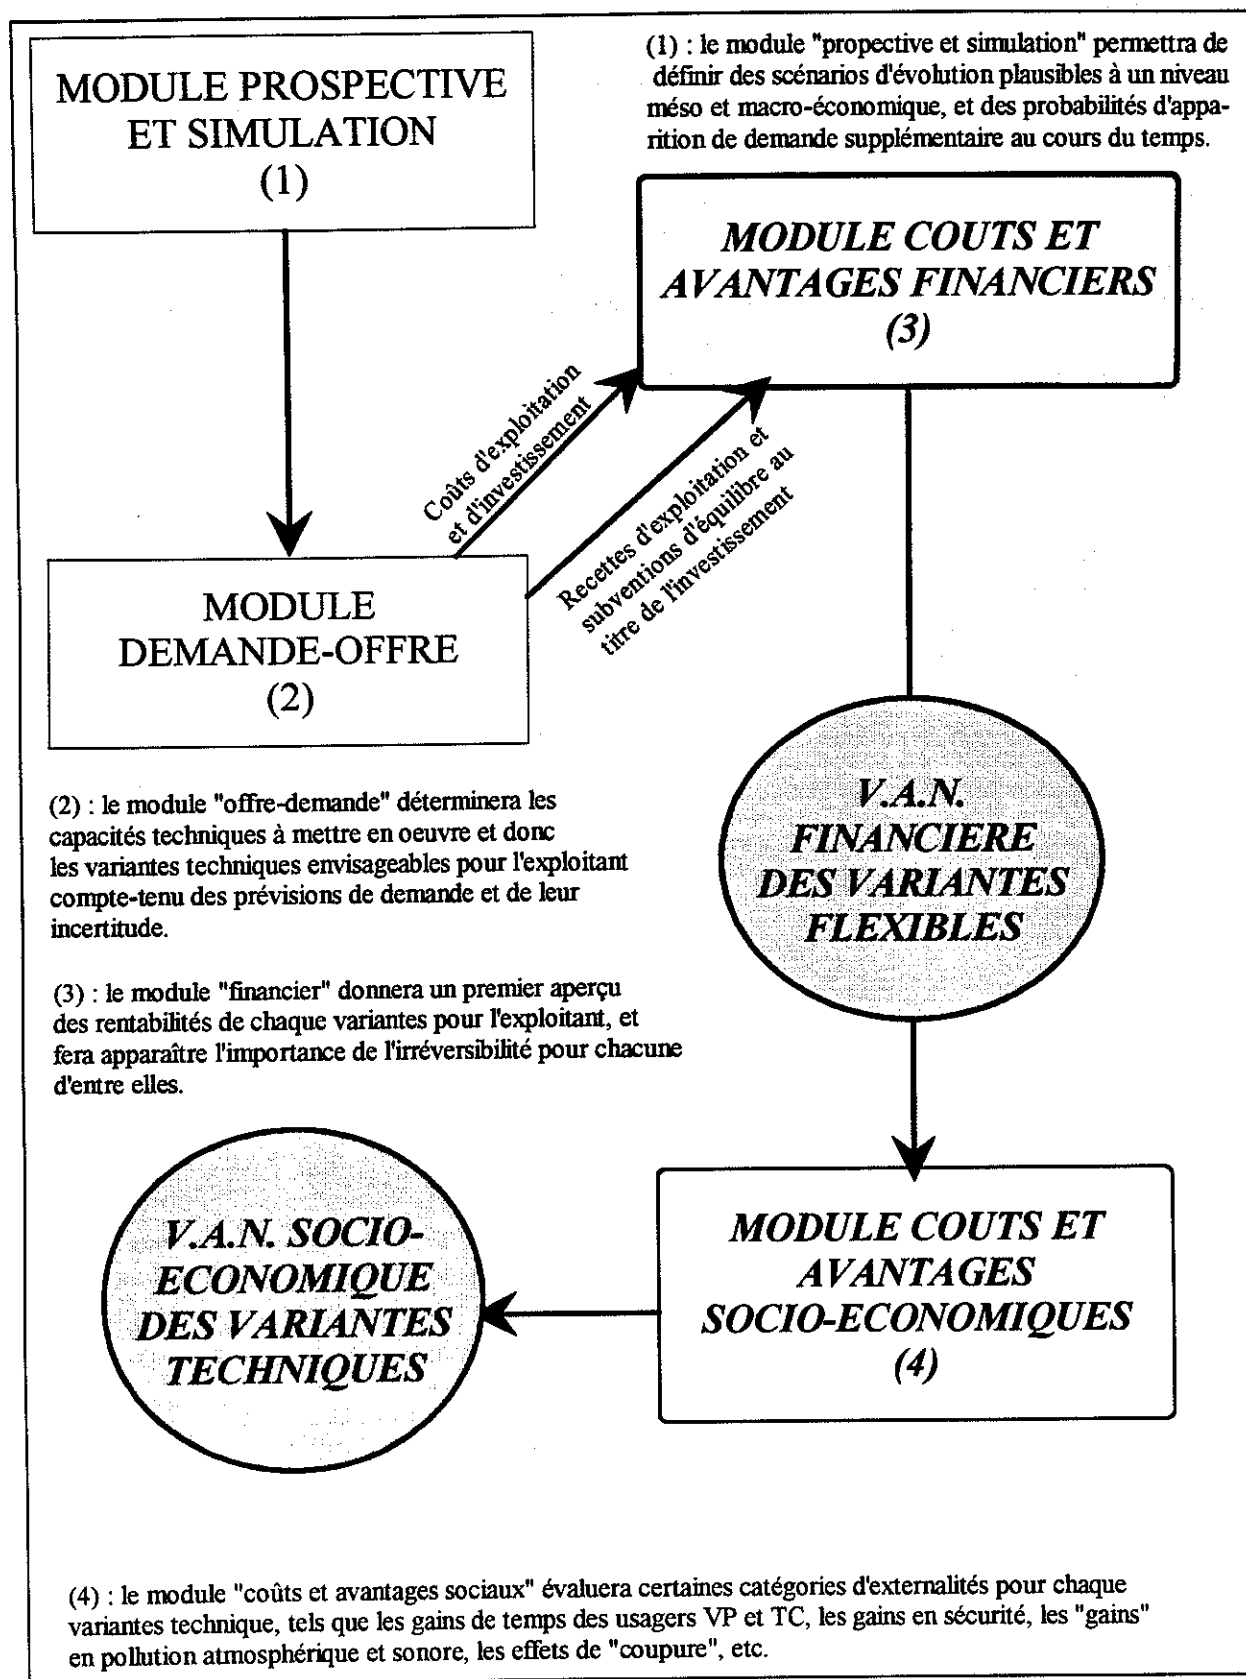 MODULE PROSPECTIVE
ET SIMULATION
(1)
(1) : le module "propective et simulation" permettra de
définir des scénarios d'évolution plausibles à un niveau
méso et macro-économique, et des probabilités d'appa-
rition de demande supplémentaire au cours du temps.
MODULE COUTS ET
AVANTAGES FINANCIERS
(3)
Coûts d'exploitation
et d'investissement
Recettes d'exploitation et
subventions d'équilibre au
titre de l'investissement
MODULE
DEMANDE-OFFRE
(2)
(2) : le module "offre-demande" déterminera les
capacités techniques à mettre en oeuvre et donc
les variantes techniques envisageables pour l'exploitant
compte-tenu des prévisions de demande et de leur
incertitude.
V.A.N.
FINANCIERE
DES VARIANTES
FLEXIBLES
(3) : le module "financier" donnera un premier aperçu
des rentabilités de chaque variantes pour l'exploitant, et
fera apparaître l'importance de l'irréversibilité pour chacune
d'entre elles.
V.A.N. SOCIO-
ECONOMIQUE
DES VARIANTES
TECHNIQUES
MODULE COUTS ET
AVANTAGES
SOCIO-ECONOMIQUES
(4)
(4) : le module "coûts et avantages sociaux" évaluera certaines catégories d'externalités pour chaque
variantes technique, tels que les gains de temps des usagers VP et TC, les gains en sécurité, les "gains"
en pollution atmosphérique et sonore, les effets de "coupure", etc.